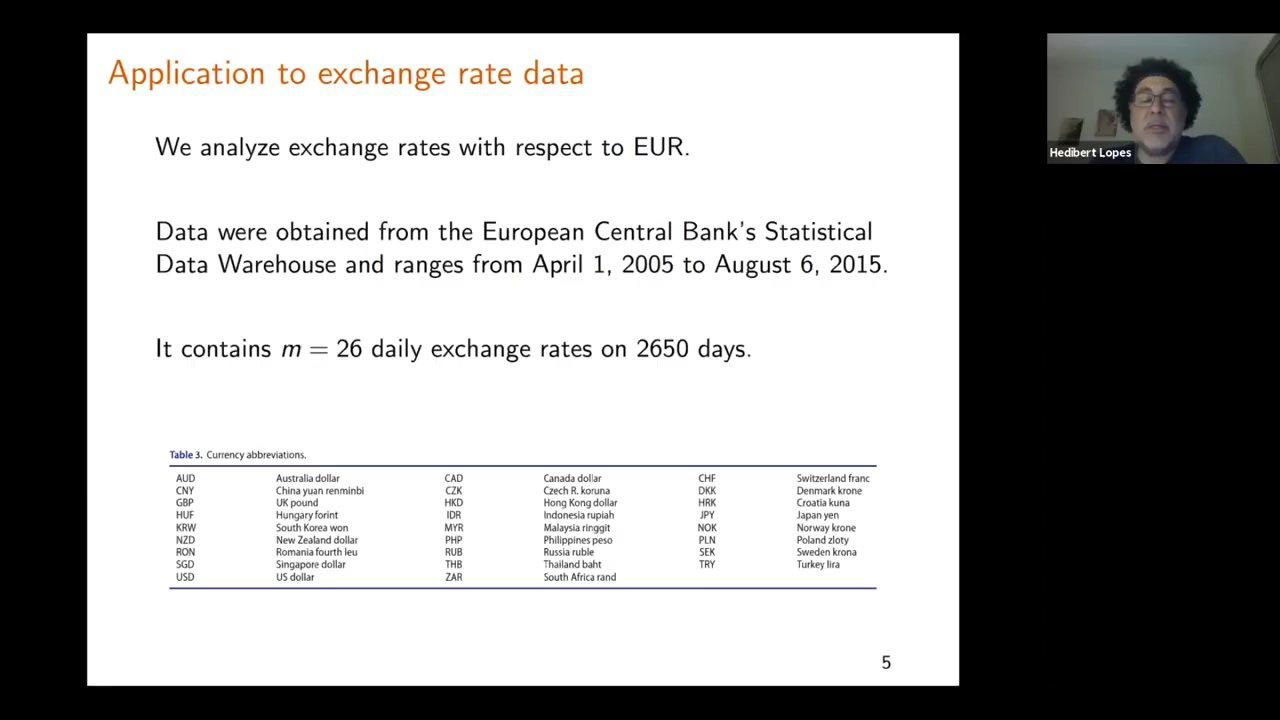 Application to exchange rate data
Hedibert Lopes
We analyze exchange rates with respect to EUR.
Data were obtained from the European Central Bank's Statistical
Data Warehouse and ranges from April 1, 2005 to August 6, 2015.
It contains m = 26 daily exchange rates on 2650 days.
Table 3. Currency abbreviations.
AUD Australia dollar CAD Canada dollar CHF Switzerland franc
CNY China yuan renminbi CZK Czech R. koruna DKK Denmark krone
GBP UK pound HKD Hong Kong dollar HRK Croatia kuna
HUF Hungary forint IDR Indonesia rupiah JPY Japan yen
KRW South Korea won MYR Malaysia ringgit NOK Norway krone
NZD New Zealand dollar PHP Philippines peso PLN Poland zloty
RON Romania fourth leu RUB Russia ruble SEK Sweden krona
SGD Singapore dollar THB Thailand baht TRY Turkey lira
USD US dollar ZAR South Africa rand
5